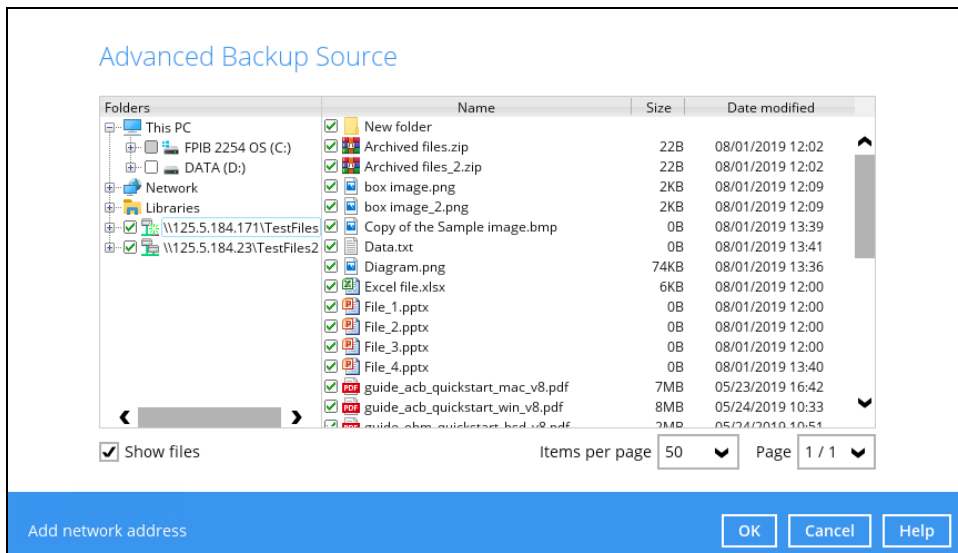 Advanced Backup Source
Folders Name Size Date modified
This PC New folder
FPIB 2254 OS (C:) Archived files.zip 22B 08/01/2019 12:02
DATA (D:) Archived files_2.zip 22B 08/01/2019 12:02
Network box image.png 2KB 08/01/2019 12:09
Libraries box image_2.png 2KB 08/01/2019 12:09
\\125.5.184.171\TestFiles Copy of the Sample image.bmp 0B 08/01/2019 13:39
\\125.5.184.23\TestFiles2 Data.txt 0B 08/01/2019 13:41
Diagram.png 74KB 08/01/2019 13:36
Excel file.xlsx 6KB 08/01/2019 12:00
File_1.pptx 0B 08/01/2019 12:00
File_2.pptx 0B 08/01/2019 12:00
File_3.pptx 0B 08/01/2019 12:00
File_4.pptx 0B 08/01/2019 13:40
guide_acb_quickstart_mac_v8.pdf 7MB 05/23/2019 16:42
guide_acb_quickstart_win_v8.pdf 8MB 05/24/2019 10:33
guide_obm_quickstart_bsd_v8.pdf 2MB 05/24/2019 10:51
Show files Items per page 50 Page 1 / 1
Add network address OK Cancel Help